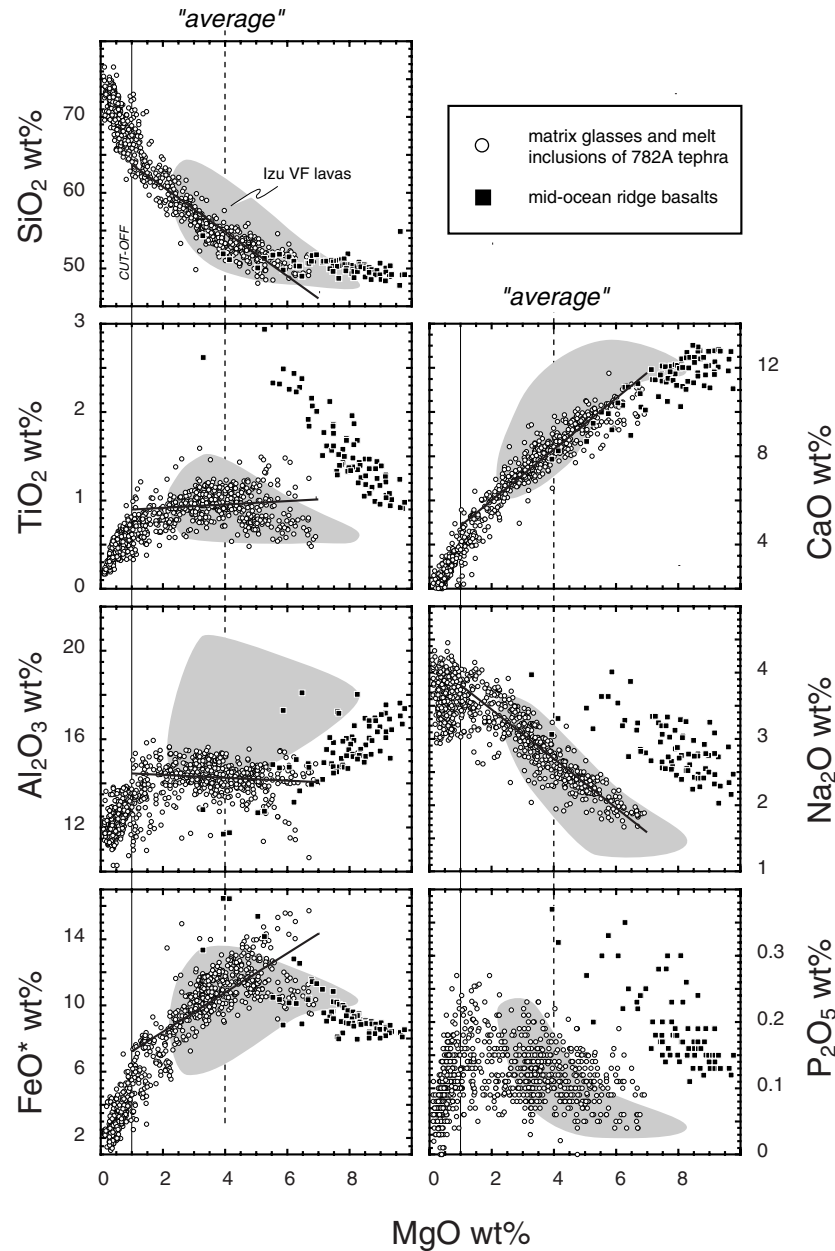 "average"
SiO2 wt%
70
60
50
Izu VF lavas
CUT-OFF
matrix glasses and melt
inclusions of 782A tephra
mid-ocean ridge basalts
TiO2 wt%
3
2
1
0
"average"
12
8
4
CaO wt%
Al2O3 wt%
20
16
12
4
3
2
1
Na2O wt%
FeO* wt%
14
10
6
2
0.3
0.2
0.1
0
P2O5 wt%
0 2 4 6 8
0 2 4 6 8
MgO wt%